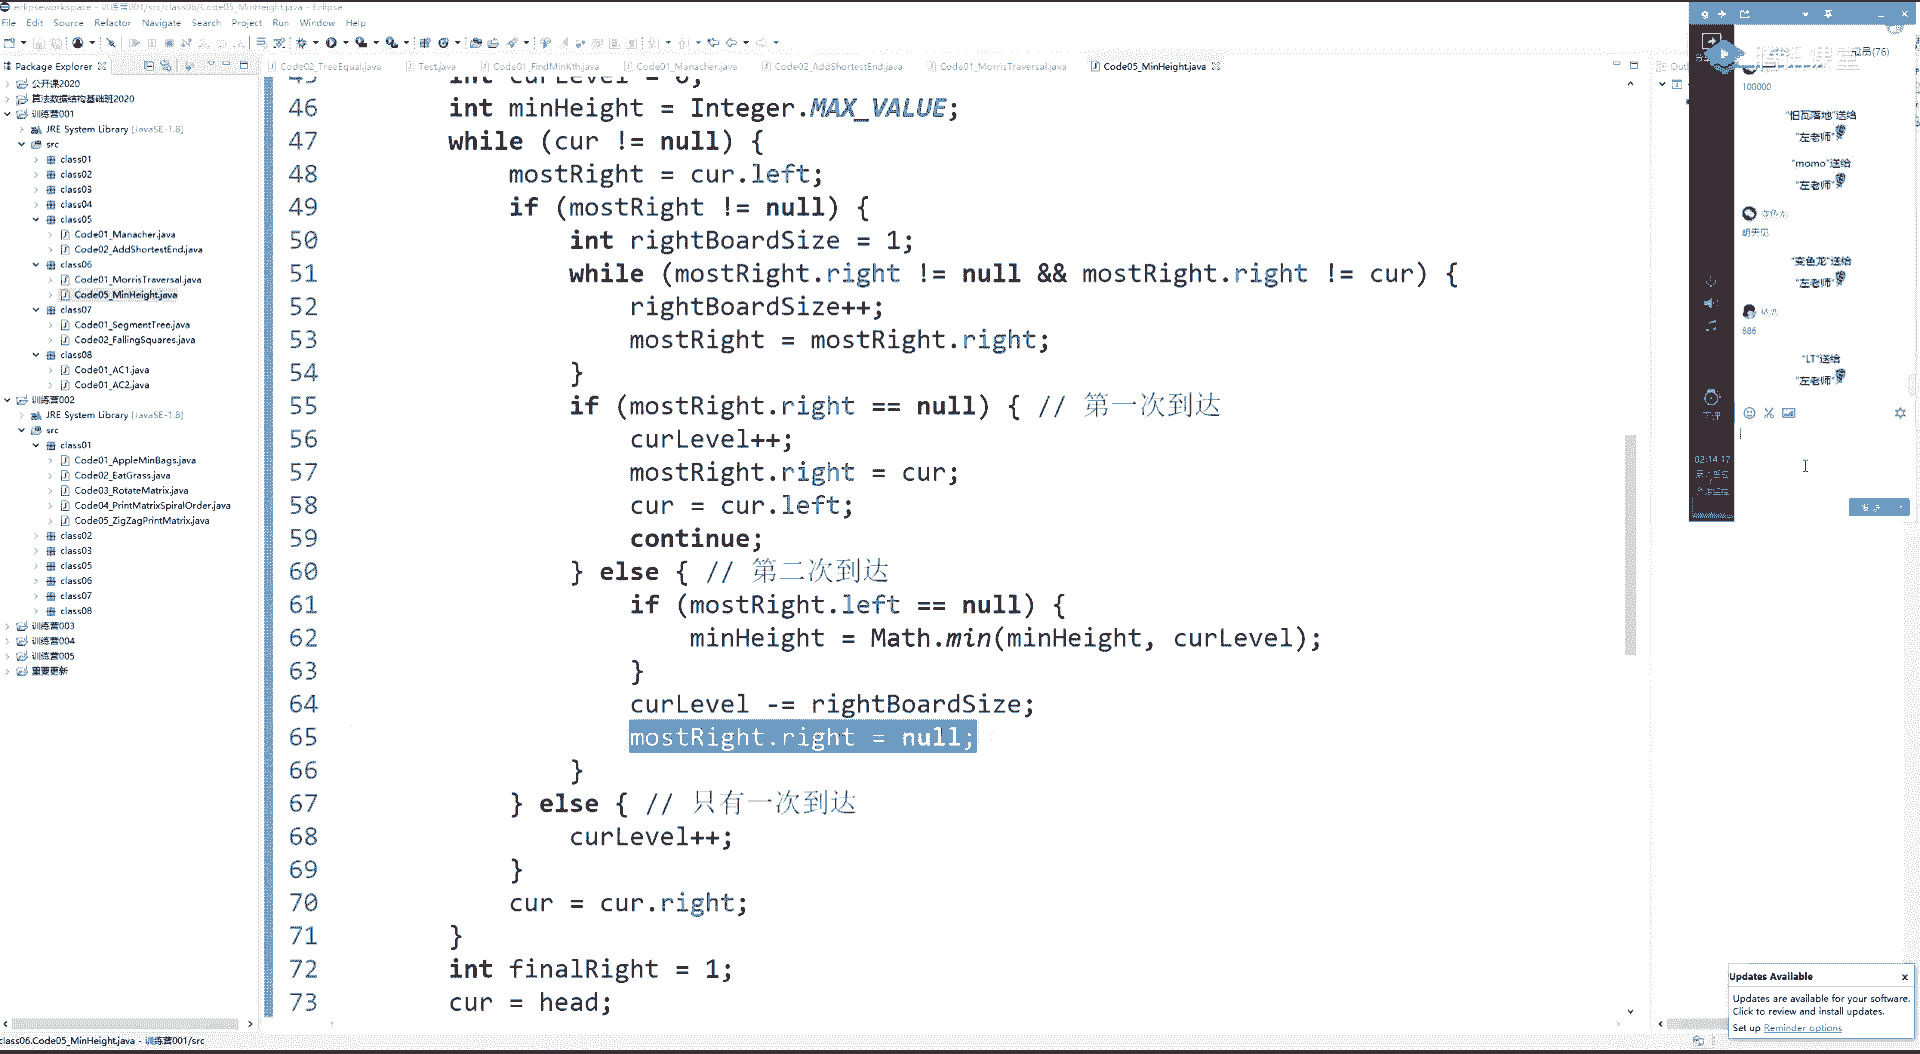 eclipseworkspace - 训练营001/src/class06/Code05_MinHeight.java - Eclipse
File Edit Source Refactor Navigate Search Project Run Window Help
Package Explorer
Code02_TreeEqual.java Test.java Code01_FindMinKth.java Code01_Manacher.java Code02_AddShortestEnd.java Code01_MorrisTraversal.java Code05_MinHeight.java
公开课2020
算法数据结构基础班2020
训练营001
JRE System Library [JavaSE-1.8]
src
class01
class02
class03
class04
class05
Code01_Manacher.java
Code02_AddShortestEnd.java
class06
Code01_MorrisTraversal.java
Code05_MinHeight.java
class07
Code01_SegmentTree.java
Code02_FallingSquares.java
class08
Code01_AC1.java
Code01_AC2.java
训练营002
JRE System Library [JavaSE-1.8]
src
class01
Code01_AppleMinBags.java
Code02_EatGrass.java
Code03_RotateMatrix.java
Code04_PrintMatrixSpiralOrder.java
Code05_ZigZagPrintMatrix.java
class02
class03
class05
class06
class07
class08
训练营003
训练营004
训练营005
重要更新
class06.Code05_MinHeight.java - 训练营001/src
45 int curLevel = 0;
46 int minHeight = Integer.MAX_VALUE;
47 while (cur != null) {
48 mostRight = cur.left;
49 if (mostRight != null) {
50 int rightBoardSize = 1;
51 while (mostRight.right != null && mostRight.right != cur) {
52 rightBoardSize++;
53 mostRight = mostRight.right;
54 }
55 if (mostRight.right == null) { // 第一次到达
56 curLevel++;
57 mostRight.right = cur;
58 cur = cur.left;
59 continue;
60 } else { // 第二次到达
61 if (mostRight.left == null) {
62 minHeight = Math.min(minHeight, curLevel);
63 }
64 curLevel -= rightBoardSize;
65 mostRight.right = null;
66 }
67 } else { // 只有一次到达
68 curLevel++;
69 }
70 cur = cur.right;
71 }
72 int finalRight = 1;
73 cur = head;
成员(76)
100000
"旧瓦落地"送给
"左老师"
"momo"送给
"左老师"
明天见
"变色龙"送给
"左老师"
886
"LT"送给
"左老师"
02:14:17
Updates Available
Updates are available for your software.
Click to review and install updates.
Set up Reminder options